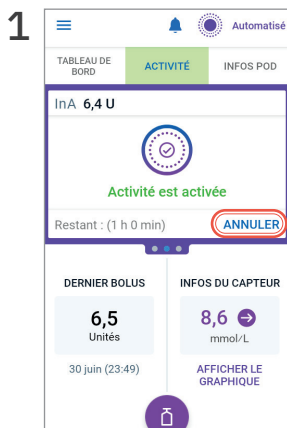 1
Automatisé
TABLEAU DE
BORD
ACTIVITÉ
INFOS POD
InA 6,4 U
Activité est activée
Restant : (1 h 0 min)
ANNULER
DERNIER BOLUS
6,5
Unités
30 juin (23:49)
INFOS DU CAPTEUR
8,6
mmol/L
AFFICHER LE
GRAPHIQUE